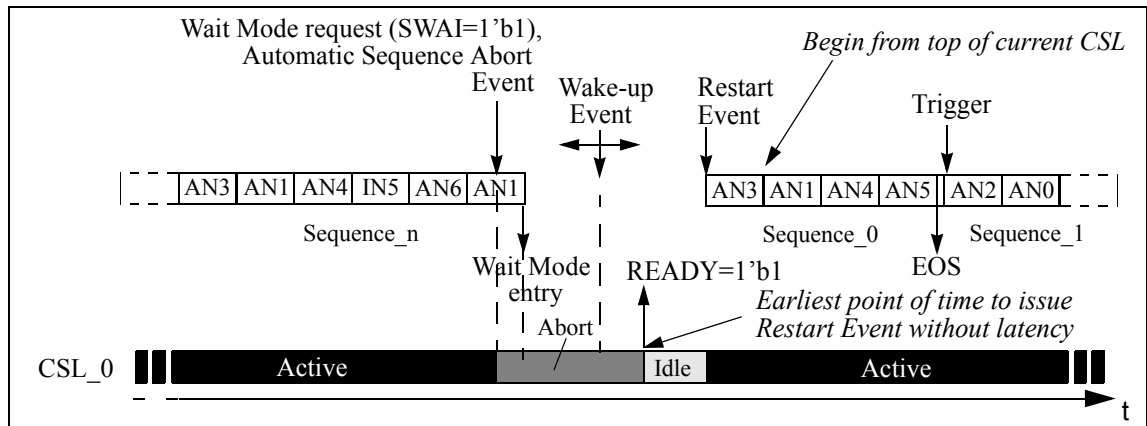 Wait Mode request (SWAI=1’b1),
Automatic Sequence Abort
Event
Wake-up
Event
Restart
Event
Begin from top of current CSL
Trigger
AN3 AN1 AN4 IN5 AN6 AN1
AN3 AN1 AN4 AN5 AN2 AN0
Sequence_n
Sequence_0
Sequence_1
Wait Mode
entry
READY=1’b1
EOS
Earliest point of time to issue
Restart Event without latency
Abort
CSL_0
Active
Idle
Active
t